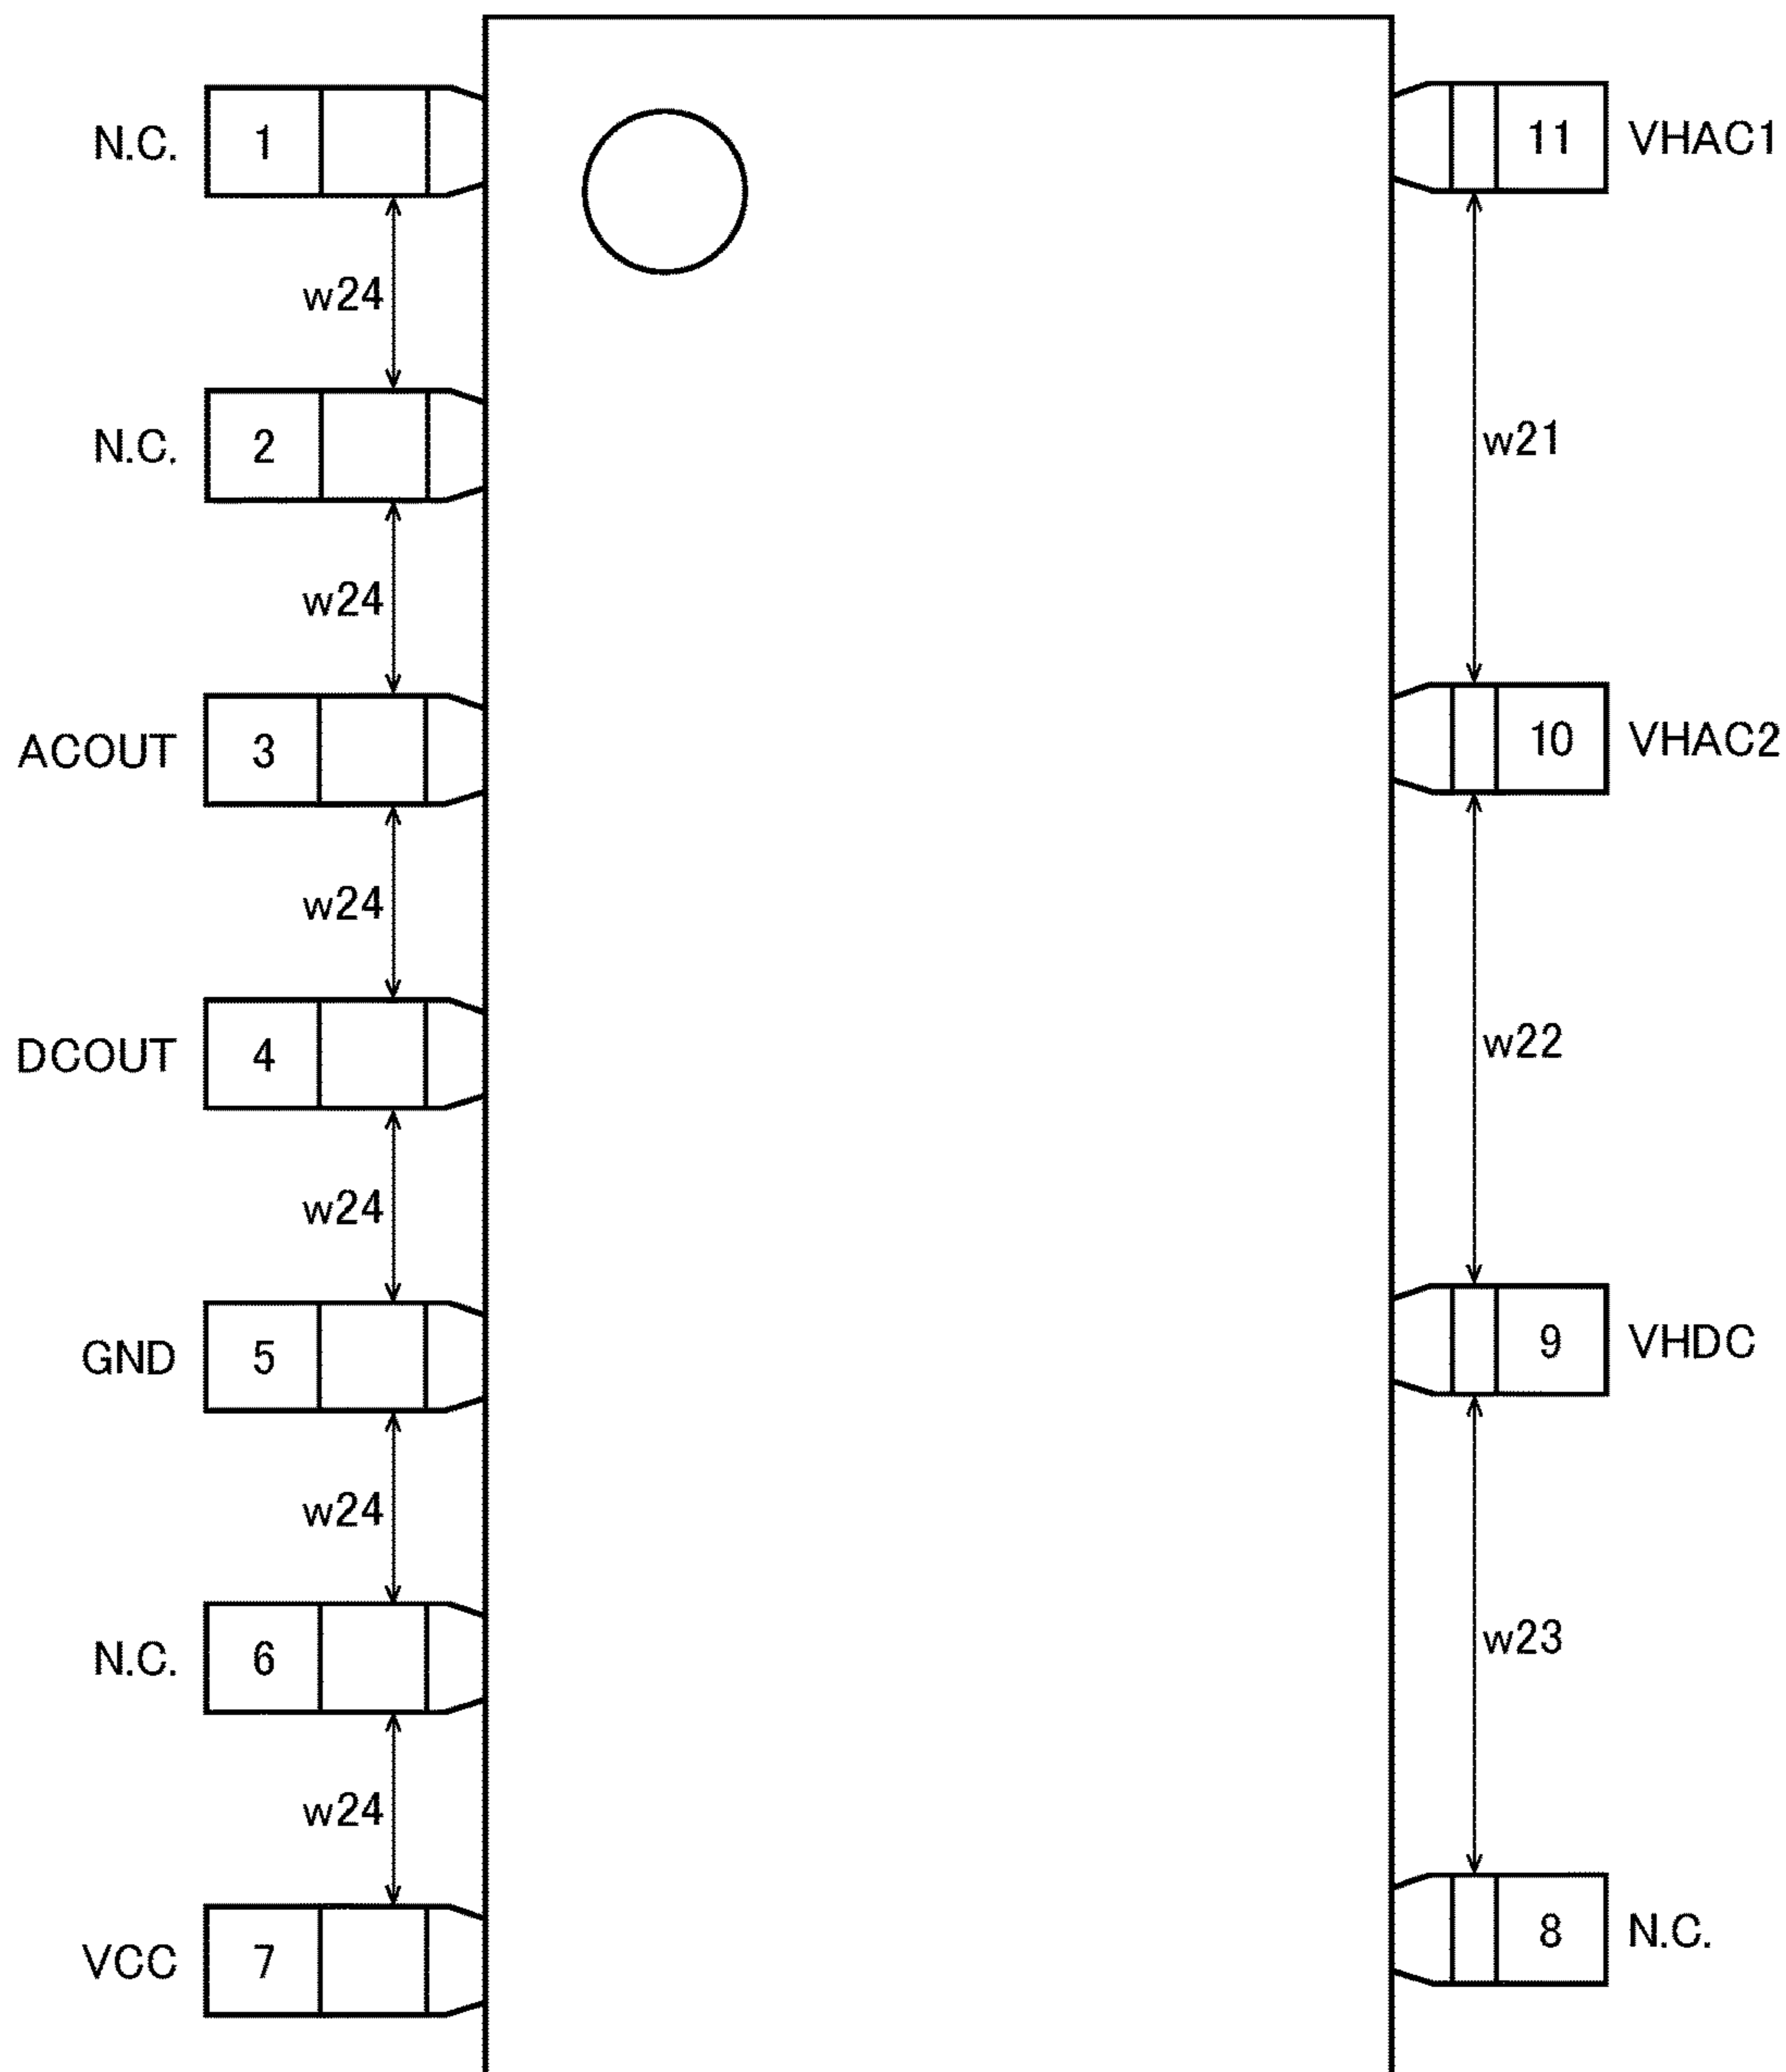 N.C. 1
w24
N.C. 2
w24
ACOUT 3
w24
DCOUT 4
w24
GND 5
w24
N.C. 6
w24
VCC 7
11 VHAC1
w21
10 VHAC2
w22
9 VHDC
w23
8 N.C.